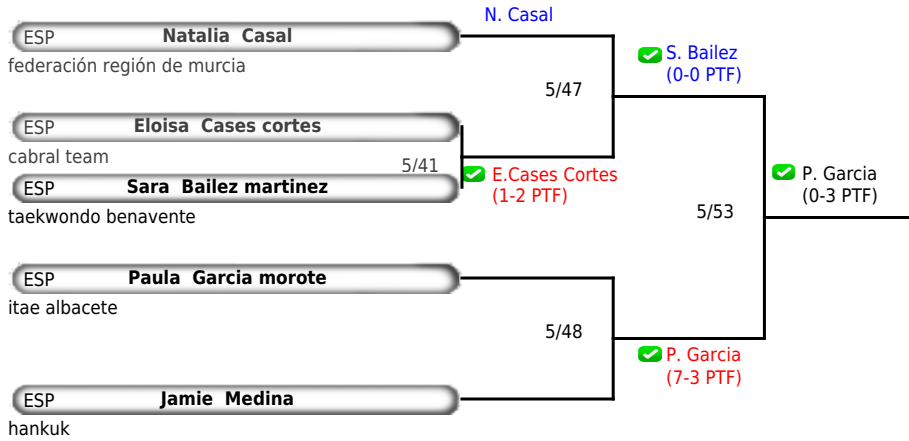 N. Casal
ESP Natalia Casal
federación región de murcia
S. Bailez
(0-0 PTF)
5/47
ESP Eloisa Cases cortes
cabral team
5/41
E.Cases Cortes
(1-2 PTF)
ESP Sara Bailez martinez
taekwondo benavente
P. Garcia
(0-3 PTF)
5/53
ESP Paula Garcia morote
itae albacete
5/48
P. Garcia
(7-3 PTF)
ESP Jamie Medina
hankuk